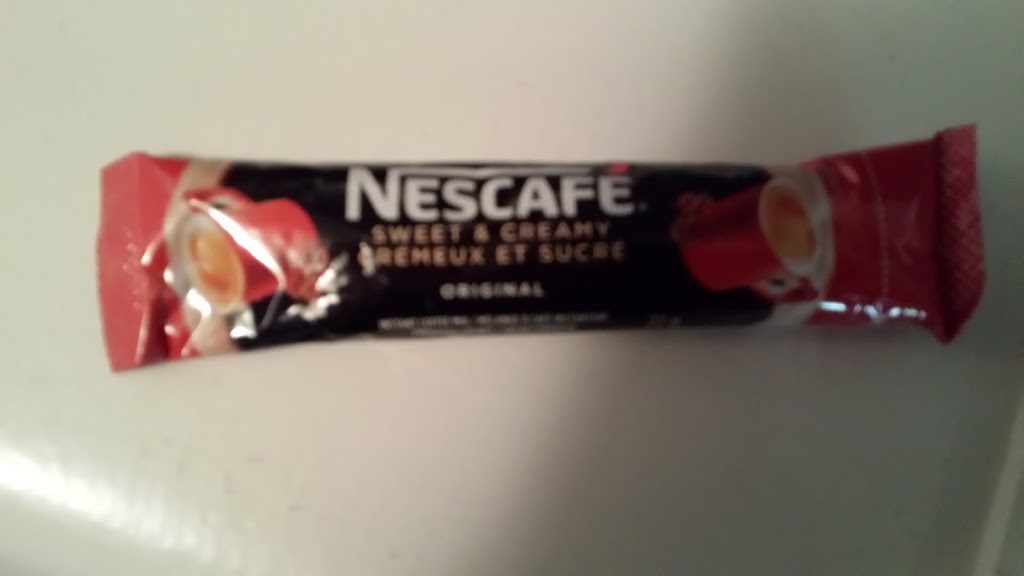 NESCAFÉ
SWEET & CREAMY
CRÉMEUX ET SUCRÉ
ORIGINAL